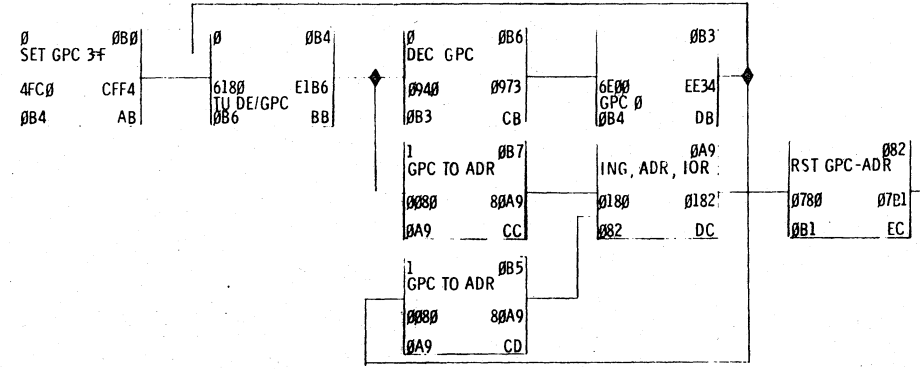 Ø ØBØ
SET GPC 3F
4FCØ CFF4
ØB4 AB
Ø ØB4
618Ø E1B6
TU DE/GPC
ØB6 BB
Ø ØB6
DEC GPC
Ø94Ø Ø973
ØB3 CB
ØB3
6EØØ EE34
GPC Ø
ØB4 DB
1 ØB7
GPC TO ADR
ØØ8Ø 8ØA9
ØA9 CC
ØA9
ING, ADR, IOR
Ø18Ø Ø182
Ø82 DC
Ø82
RST GPC-ADR
Ø78Ø Ø7B1
ØB1 EC
1 ØB5
GPC TO ADR
ØØ8Ø 8ØA9
ØA9 CD